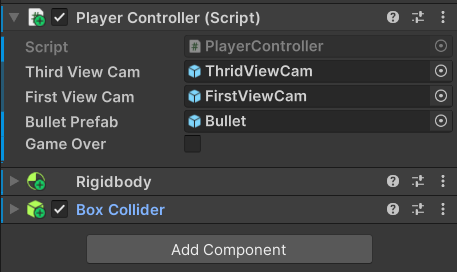 Player Controller (Script)
Script PlayerController
Third View Cam ThridViewCam
First View Cam FirstViewCam
Bullet Prefab Bullet
Game Over
Rigidbody
Box Collider
Add Component